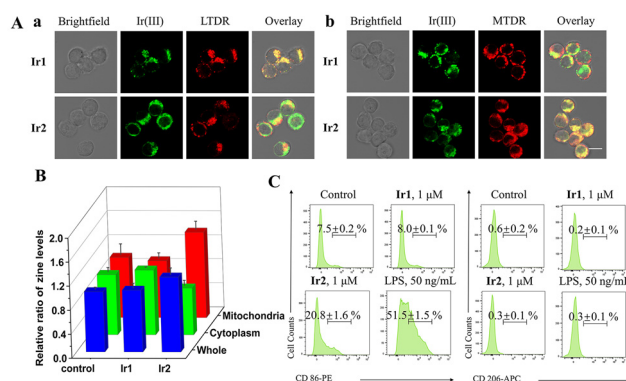 A
a
Brightfield Ir(III) LTDR Overlay
Ir1
Ir2
b
Brightfield Ir(III) MTDR Overlay
Ir1
Ir2
B
Relative ratio of zinc levels
2.0
1.6
1.2
0.8
0.4
0.0
control Ir1 Ir2
Mitochondria
Cytoplasm
Whole
C
Control Ir1, 1 μM
7.5±0.2 % 8.0±0.1 %
Ir2, 1 μM LPS, 50 ng/mL
20.8±1.6 % 51.5±1.5 %
Cell Counts
CD 86-PE
Control Ir1, 1 μM
0.6±0.2 % 0.2±0.1 %
Ir2, 1 μM LPS, 50 ng/mL
0.3±0.1 % 0.3±0.1 %
Cell Counts
CD 206-APC